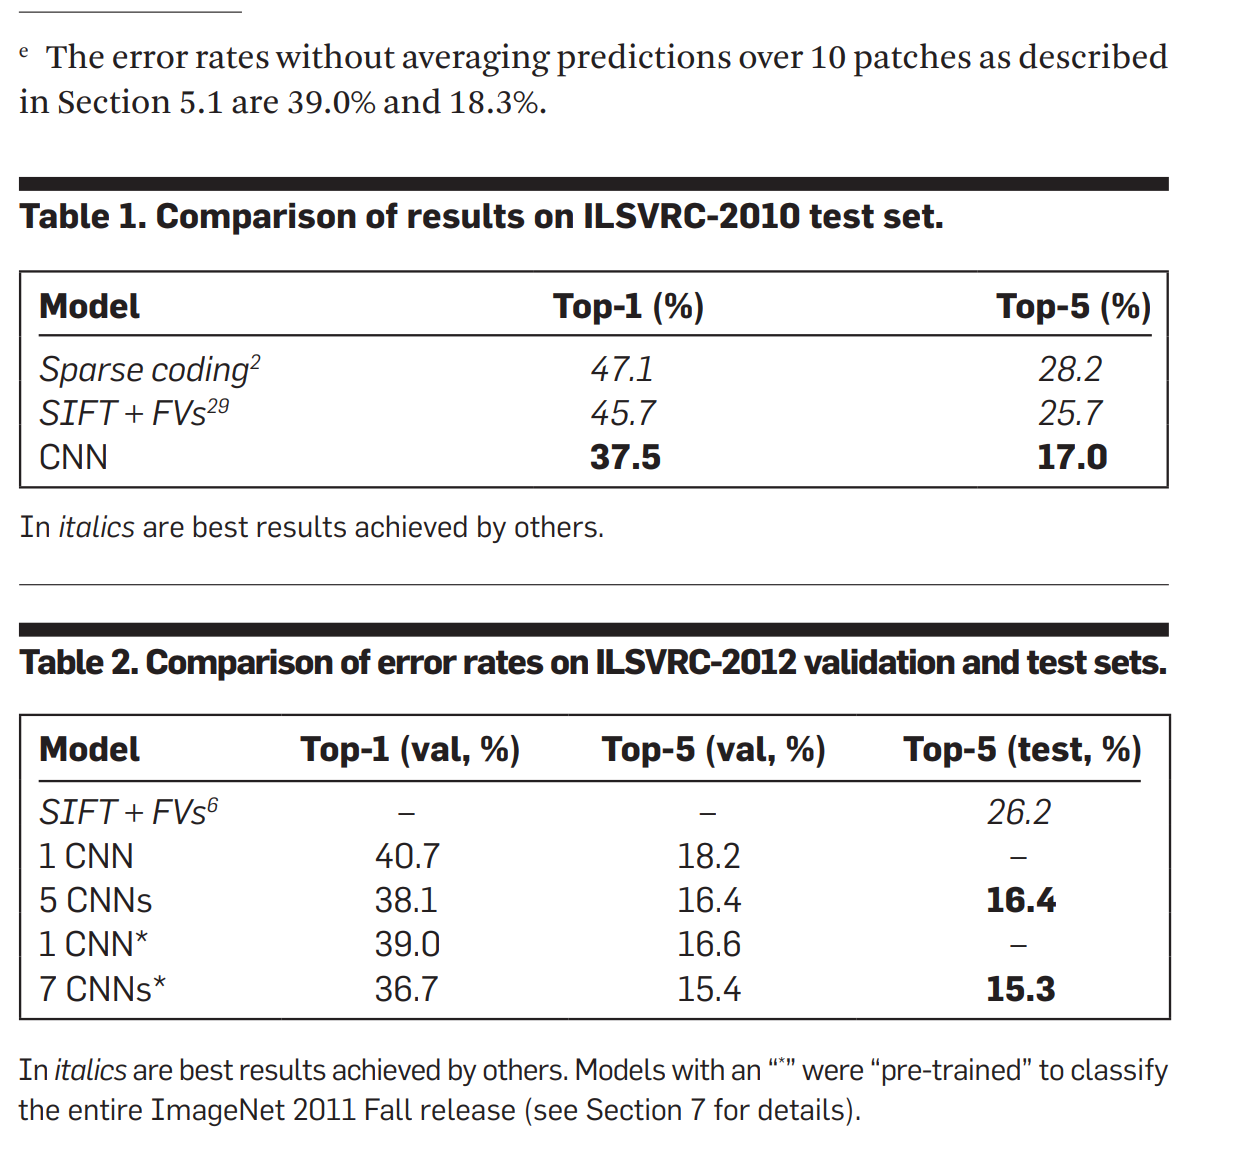 e The error rates without averaging predictions over 10 patches as described
in Section 5.1 are 39.0% and 18.3%.
Table 1. Comparison of results on ILSVRC-2010 test set.
Model Top-1 (%) Top-5 (%)
Sparse coding2 47.1 28.2
SIFT + FVs29 45.7 25.7
CNN 37.5 17.0
In italics are best results achieved by others.
Table 2. Comparison of error rates on ILSVRC-2012 validation and test sets.
Model Top-1 (val, %) Top-5 (val, %) Top-5 (test, %)
SIFT + FVs6 – – 26.2
1 CNN 40.7 18.2 –
5 CNNs 38.1 16.4 16.4
1 CNN* 39.0 16.6 –
7 CNNs* 36.7 15.4 15.3
In italics are best results achieved by others. Models with an “*” were “pre-trained” to classify
the entire ImageNet 2011 Fall release (see Section 7 for details).